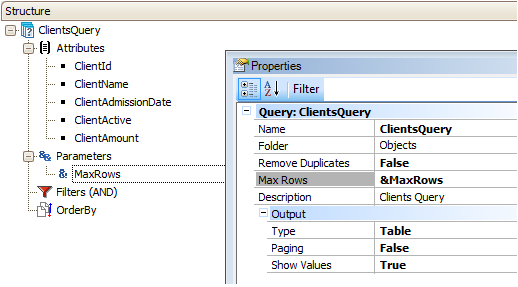 Structure
ClientsQuery
Attributes
ClientId
ClientName
ClientAdmissionDate
ClientActive
ClientAmount
Parameters
& MaxRows
Filters (AND)
OrderBy
Properties
Filter
Query: ClientsQuery
Name ClientsQuery
Folder Objects
Remove Duplicates False
Max Rows &MaxRows
Description Clients Query
Output
Type Table
Paging False
Show Values True